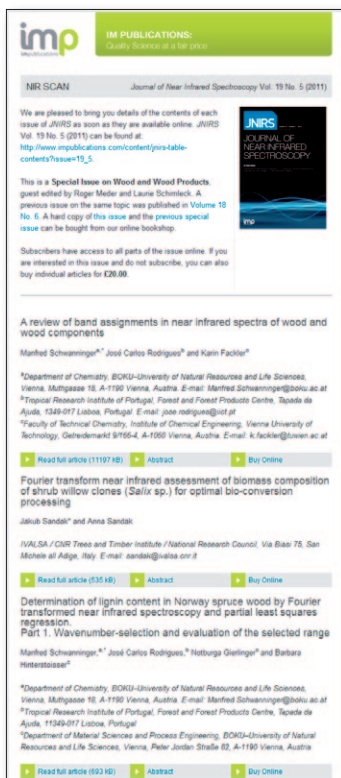 imp
impublications
IM PUBLICATIONS:
Quality Science at a fair price
NIR SCAN
Journal of Near Infrared Spectroscopy Vol. 19 No. 5 (2011)
We are pleased to bring you details of the contents of each
issue of JNIRS as soon as they are available online. JNIRS
Vol. 19 No. 5 (2011) can be found at:
http://www.impublications.com/content/jnirs-table-
contents?issue=19_5.
This is a Special Issue on Wood and Wood Products,
guest edited by Roger Meder and Laurie Schimleck. A
previous issue on the same topic was published in Volume 18
No. 6. A hard copy of this issue and the previous special
issue can be bought from our online bookshop.
Subscribers have access to all parts of the issue online. If you
are interested in this issue and do not subscribe, you can also
buy individual articles for £20.00.
JNIRS
JOURNAL OF
NEAR INFRARED
SPECTROSCOPY
imp
A review of band assignments in near infrared spectra of wood and
wood components
Manfred Schwanninger,a,* José Carlos Rodriguesb and Karin Facklerc
aDepartment of Chemistry, BOKU–University of Natural Resources and Life Sciences,
Vienna, Muthgasse 18, A-1190 Vienna, Austria. E-mail: Manfred.Schwanninger@boku.ac.at
bTropical Research Institute of Portugal, Forest and Forest Products Centre, Tapada da
Ajuda, 1349-017 Lisboa, Portugal. E-mail: jose.rodrigues@iict.pt
cFaculty of Technical Chemistry, Institute of Chemical Engineering, Vienna University of
Technology, Getreidemarkt 9/166-4, A-1060 Vienna, Austria. E-mail: k.fackler@tuwien.ac.at
Read full article (11197 kB) Abstract Buy Online
Fourier transform near infrared assessment of biomass composition
of shrub willow clones (Salix sp.) for optimal bio-conversion
processing
Jakub Sandak* and Anna Sandak
IVALSA / CNR Trees and Timber Institute / National Research Council, Via Biasi 75, San
Michele all Adige, Italy. E-mail: sandak@ivalsa.cnr.it
Read full article (535 kB) Abstract Buy Online
Determination of lignin content in Norway spruce wood by Fourier
transformed near infrared spectroscopy and partial least squares
regression.
Part 1. Wavenumber-selection and evaluation of the selected range
Manfred Schwanninger,a,* José Carlos Rodrigues,b Notburga Gierlingera and Barbara
Hinterstoisserc
aDepartment of Chemistry, BOKU–University of Natural Resources and Life Sciences,
Vienna, Muthgasse 18, A-1190 Vienna, Austria. E-mail: Manfred.Schwanninger@boku.ac.at
bTropical Research Institute of Portugal, Forest and Forest Products Centre, Tapada de
Ajuda, 11349-017 Lisboa, Portugal
cDepartment of Material Sciences and Process Engineering, BOKU–University of Natural
Resources and Life Sciences, Vienna, Peter Jordan Straße 82, A-1190 Vienna, Austria
Read full article (693 kB) Abstract Buy Online